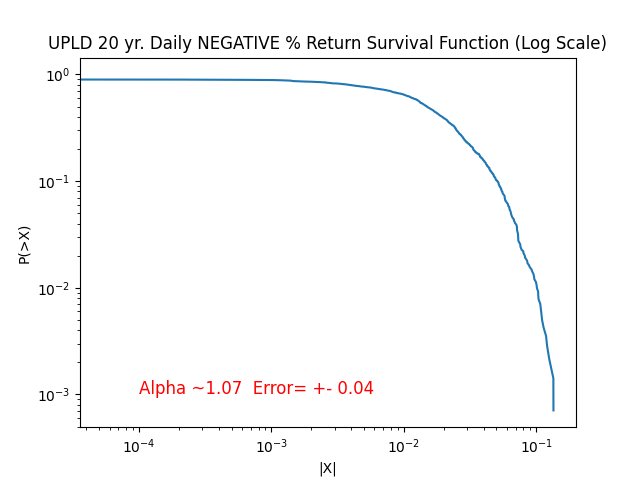 UPLD 20 yr. Daily NEGATIVE % Return Survival Function (Log Scale)
10⁰
10⁻¹
10⁻²
10⁻³
P(>X)
Alpha ~1.07  Error= +- 0.04
10⁻⁴ 10⁻³ 10⁻² 10⁻¹
|X|